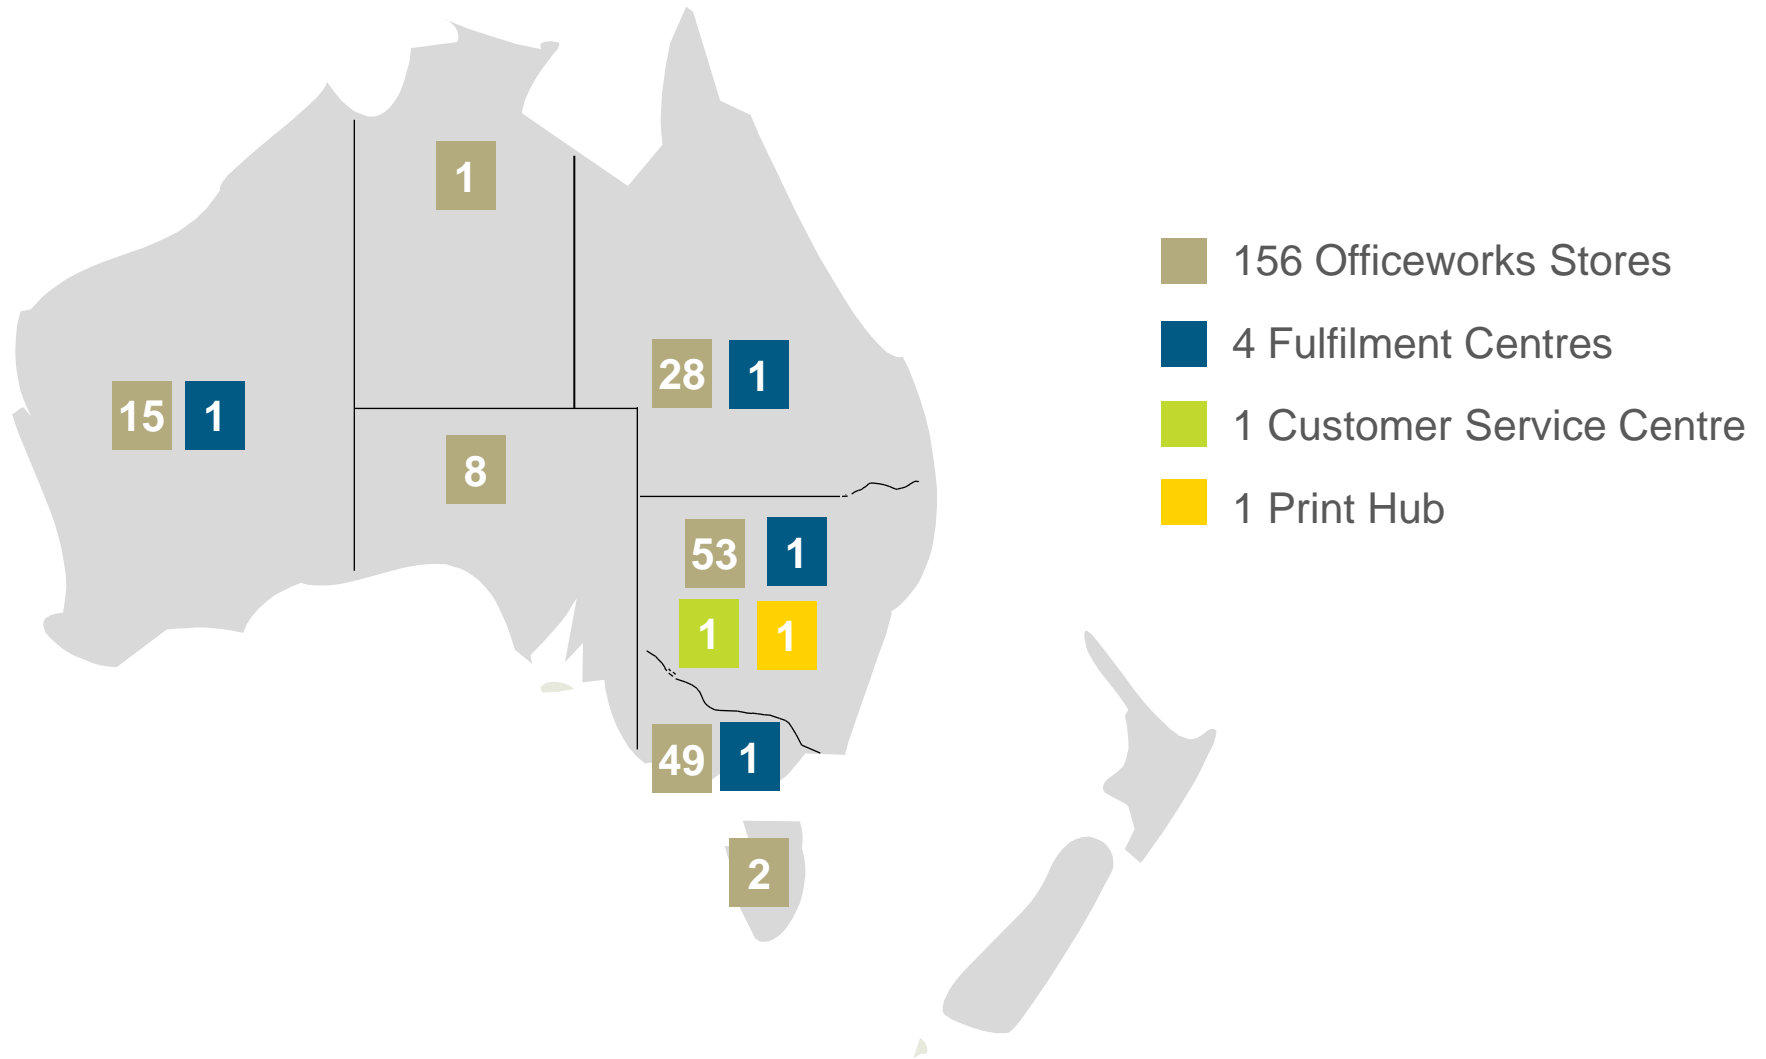 1
156 Officeworks Stores
4 Fulfilment Centres
28 1
15 1
1 Customer Service Centre
8
1 Print Hub
53 1
1 1
49 1
2